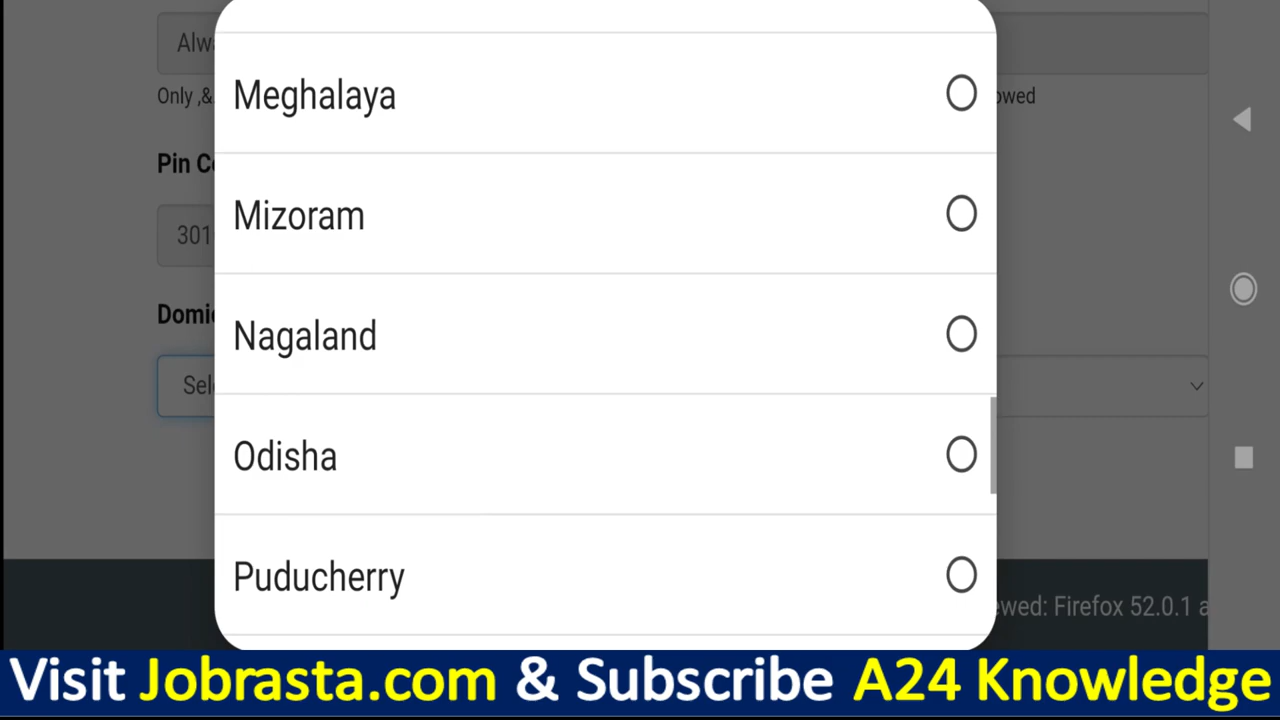 Alw
Only ,&
owed
Meghalaya
Pin C
Mizoram
301
Domi
Nagaland
Sel
Odisha
Puducherry
ewed: Firefox 52.0.1 a
Visit Jobrasta.com & Subscribe A24 Knowledge